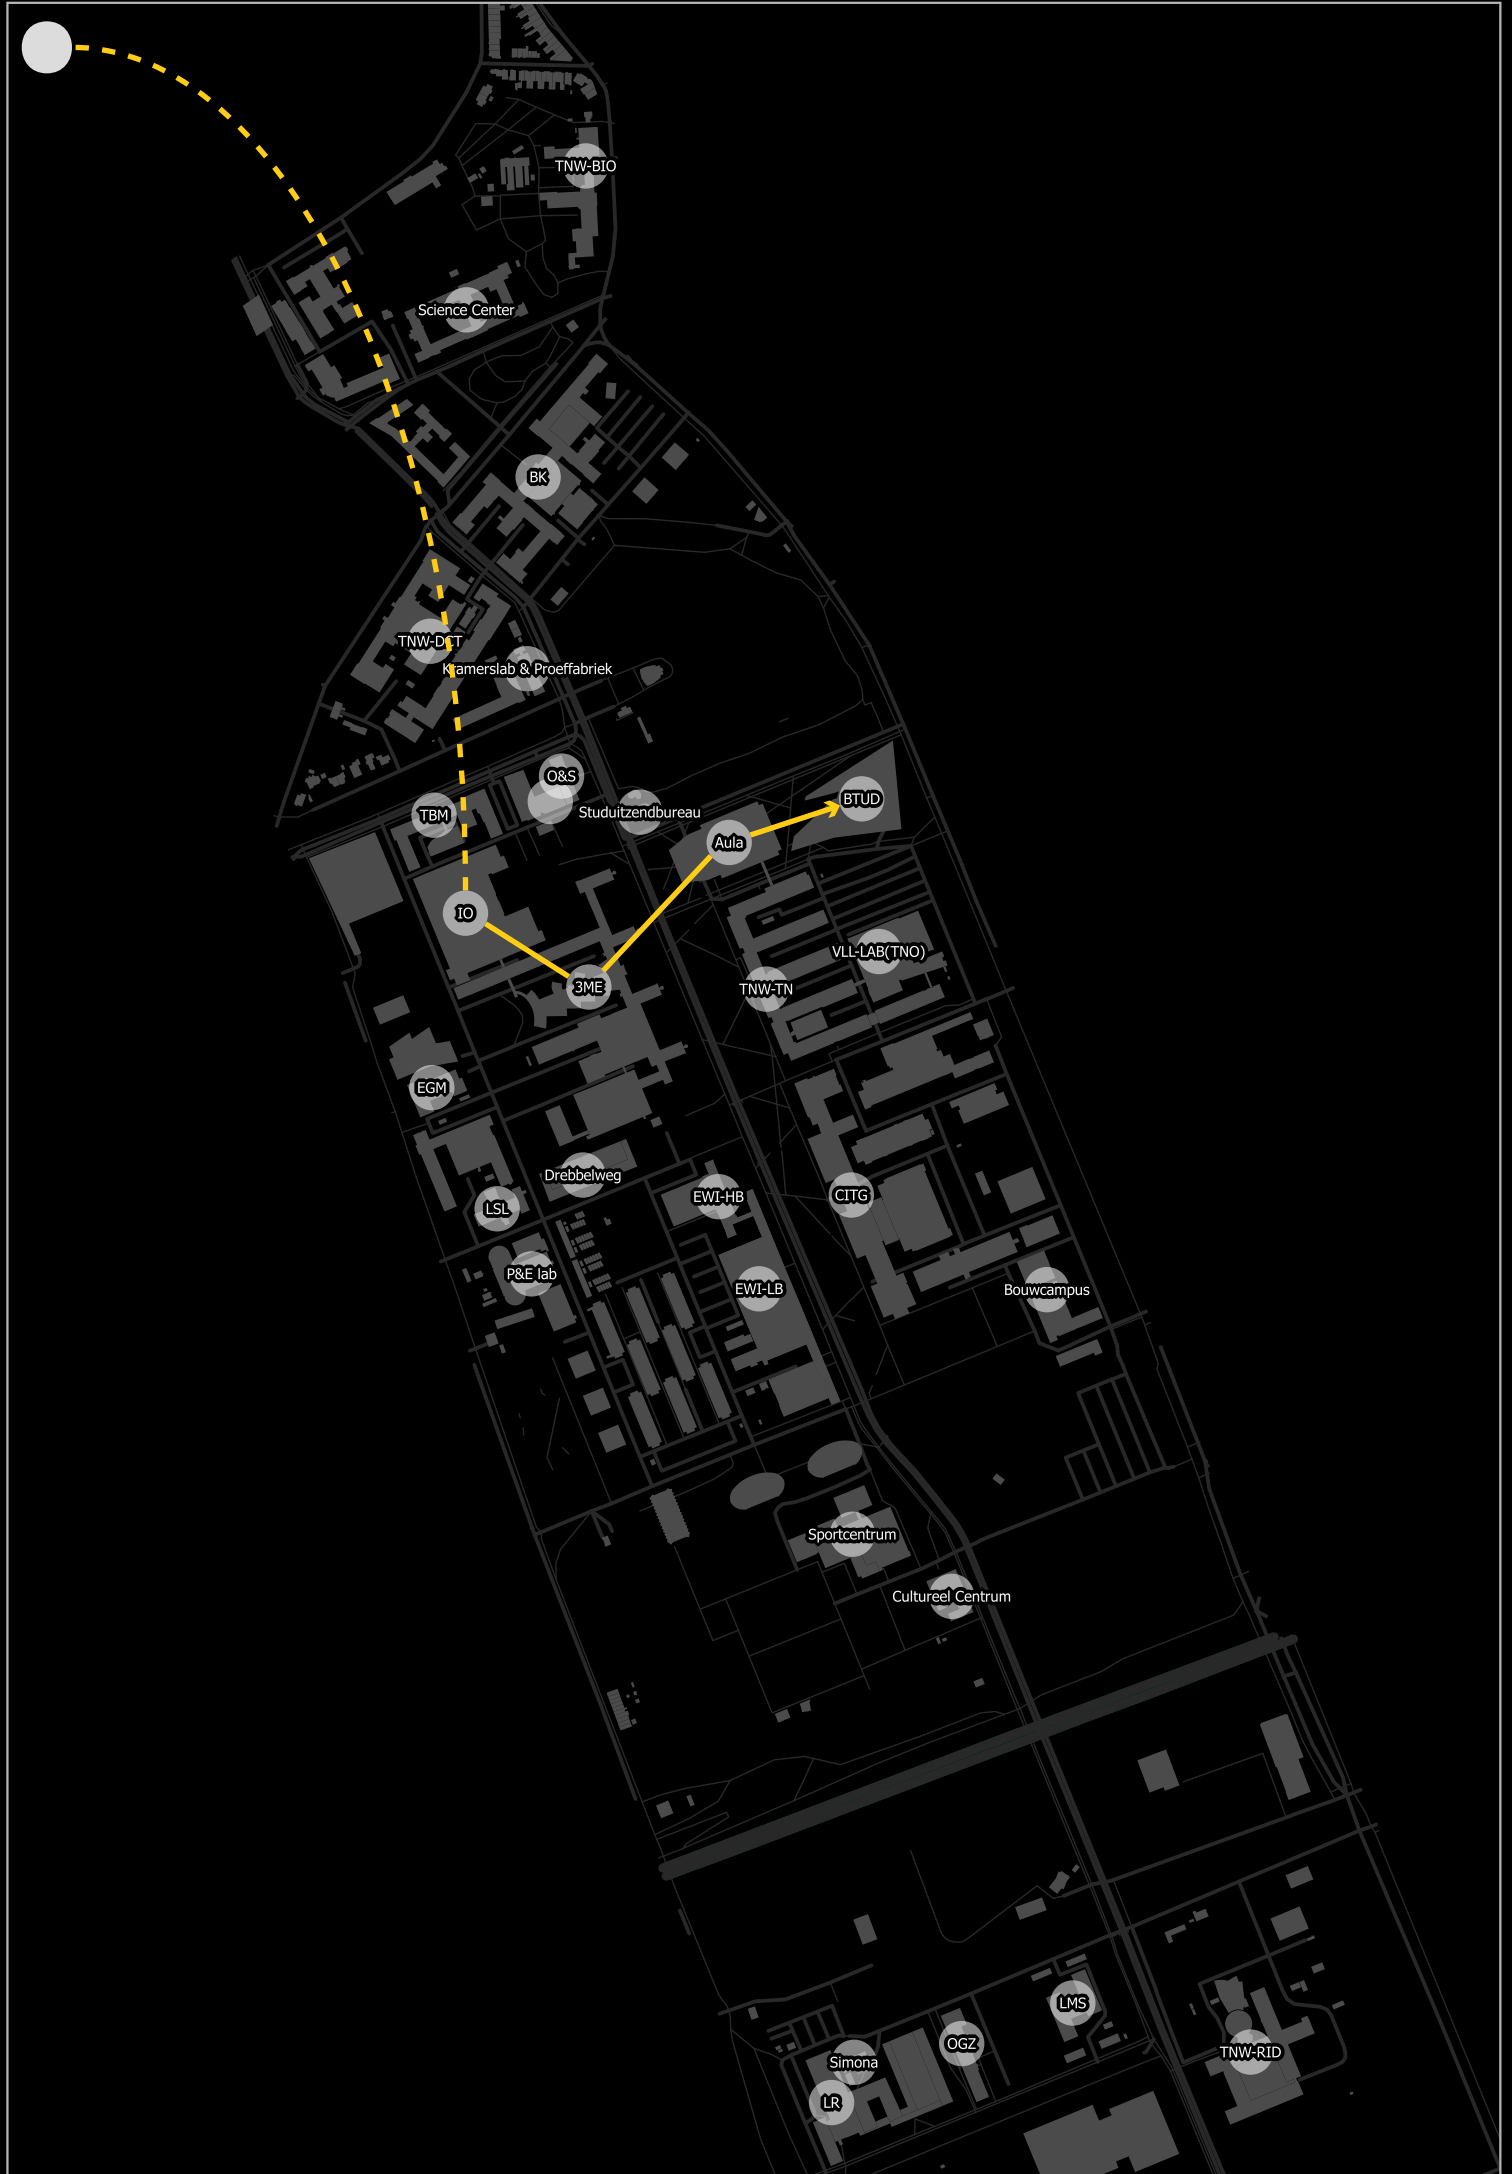 TNW-BIO
Science Center
BK
TNW-DCT
Kramerslab & Proeffabriek
O&S
BTUD
TBM
Studuitzendbureau
Aula
IO
VLL-LAB(TNO)
3ME
TNW-TN
EGM
Drebbelweg
EWI-HB
CITG
LSL
P&E lab
EWI-LB
Bouwcampus
Sportcentrum
Cultureel Centrum
LMS
OGZ
TNW-RID
Simona
LR